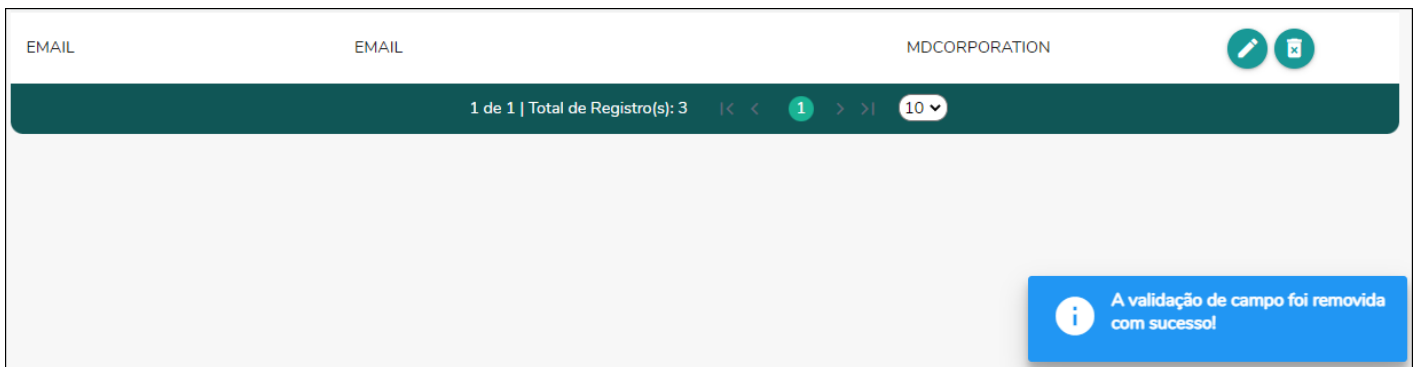 EMAIL EMAIL MDCORPORATION
1 de 1 | Total de Registro(s): 3 |< < 1 > >| 10
A validação de campo foi removida
com sucesso!